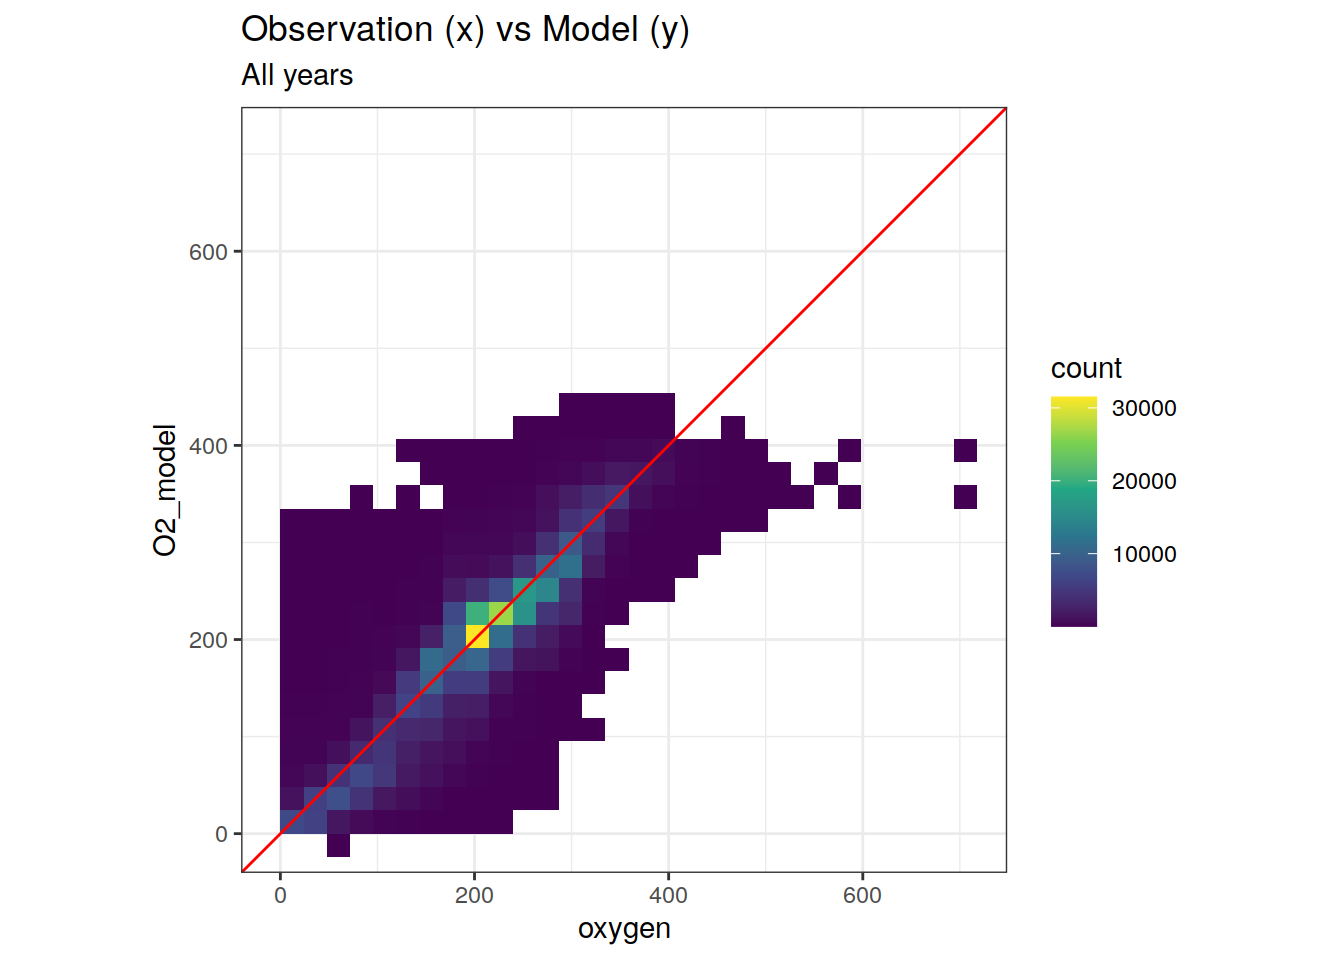 Observation (x) vs Model (y)
All years
O2_model
600
400
200
0
0 200 400 600
oxygen
count
30000
20000
10000